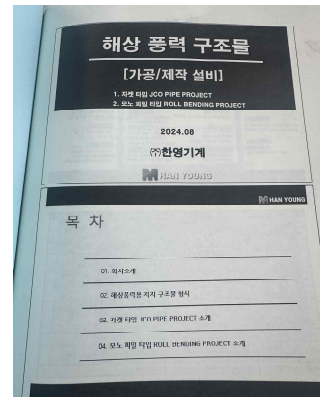 해상 풍력 구조물
[가공/제작 설비]
1. 자켓 타입 JCO PIPE PROJECT
2. 모노 파일 타입 ROLL BENDING PROJECT
2024.08
㈜한영기계
HAN YOUNG
HAN YOUNG
목 차
01. 회사소개
02. 해상풍력용 지지 구조물 형식
03. 자켓 타입 JCO PIPE PROJECT 소개
04. 모노 파일 타입 ROLL BENDING PROJECT 소개